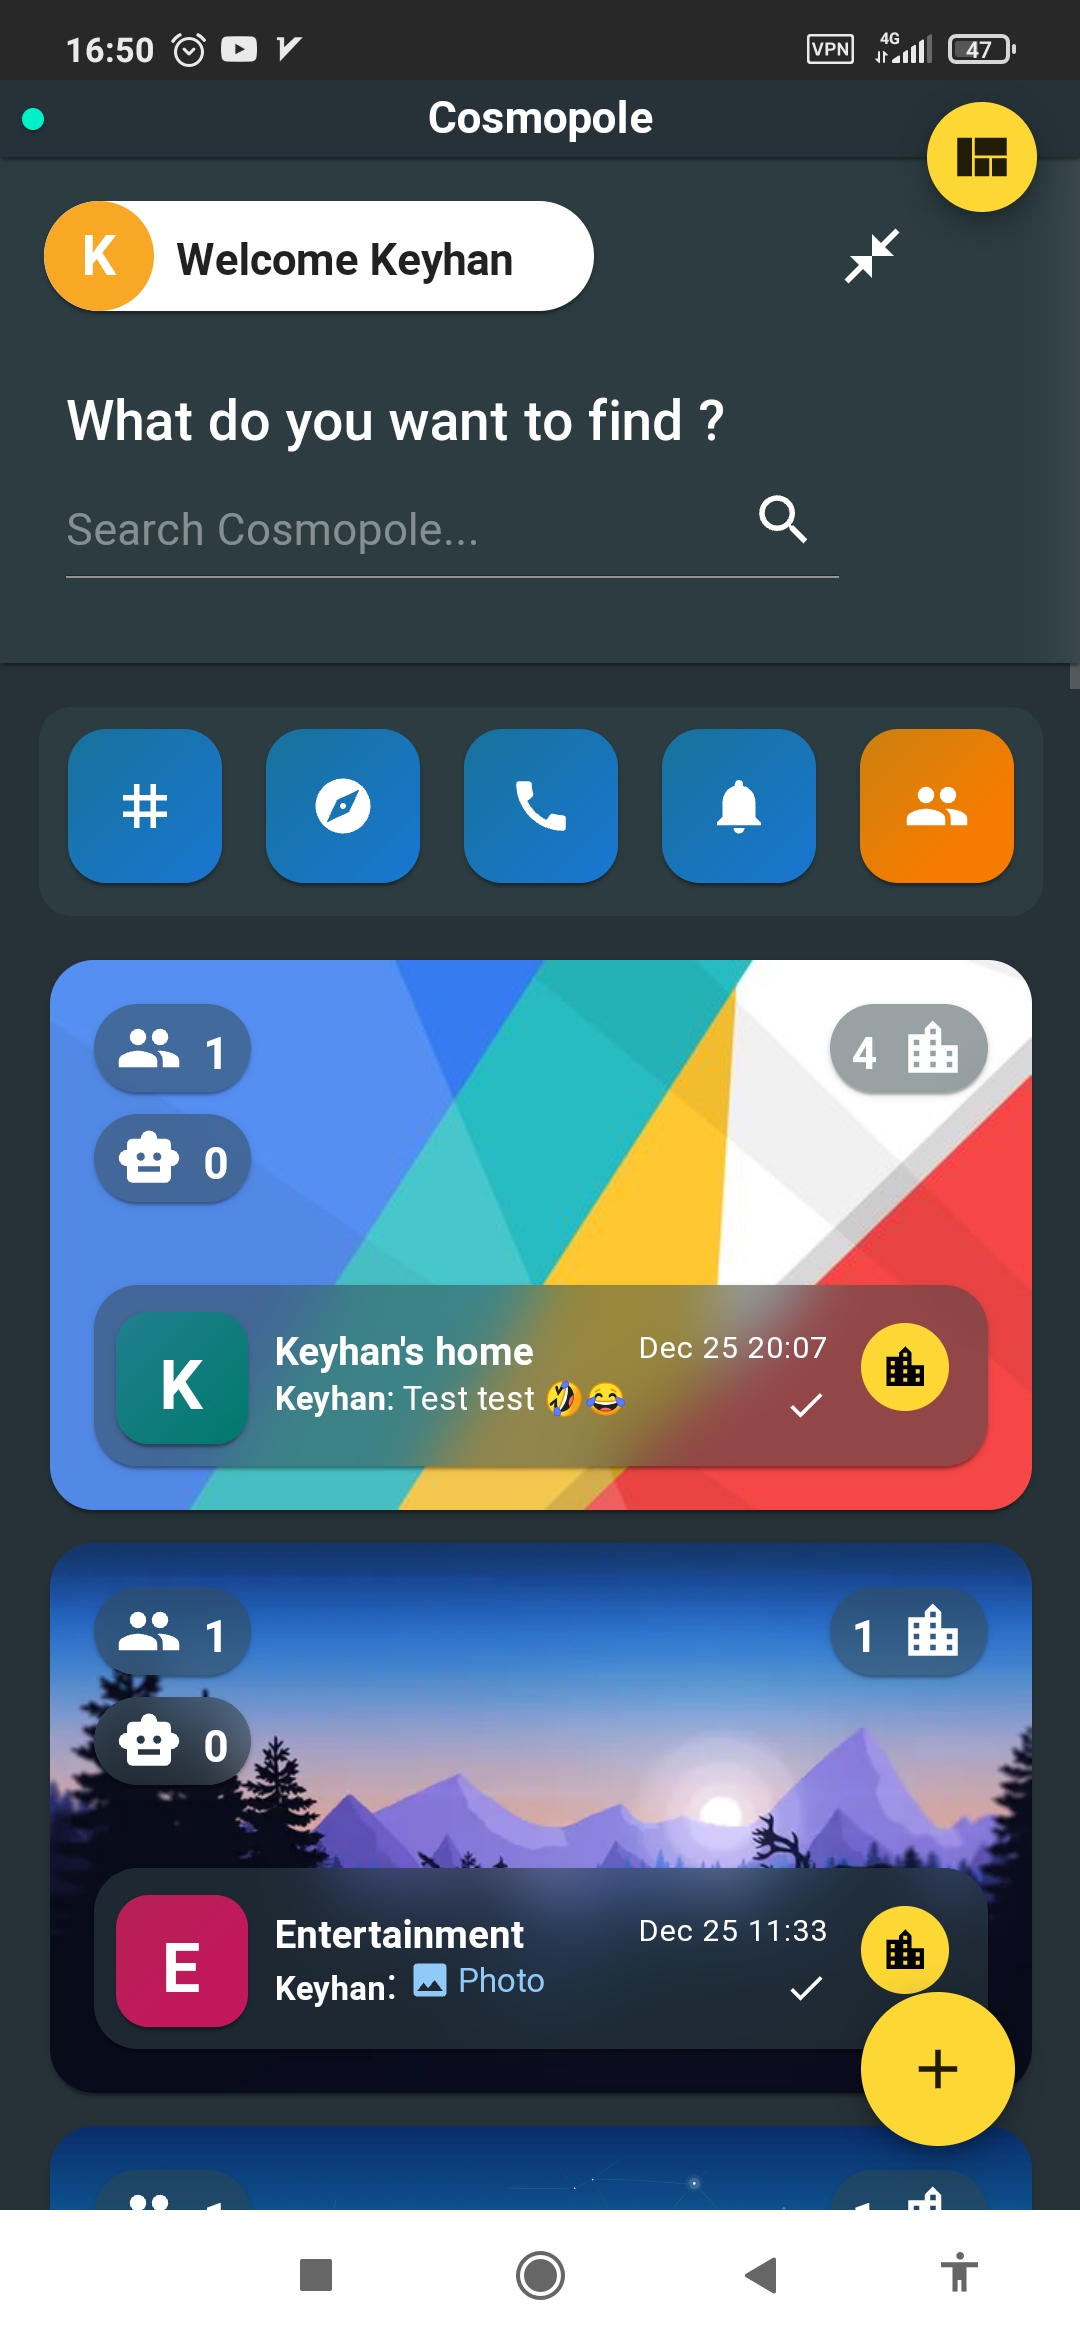 16:50
VPN 4G 47
Cosmopole
K Welcome Keyhan
What do you want to find ?
Search Cosmopole...
1
4
0
K
Keyhan's home
Dec 25 20:07
Keyhan: Test test 🤣😂
1
1
0
E
Entertainment
Dec 25 11:33
Keyhan: Photo
1
1